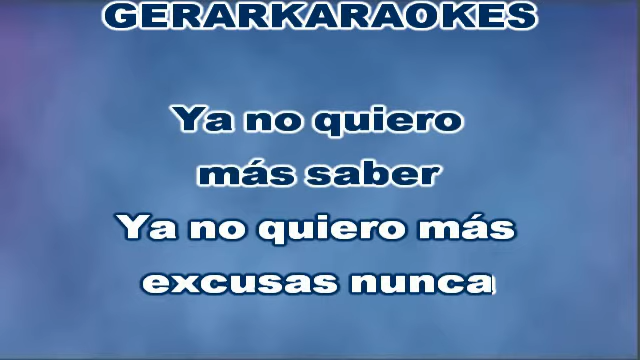 GERARKARAOKES
Ya no quiero
más saber
Ya no quiero más
excusas nunca